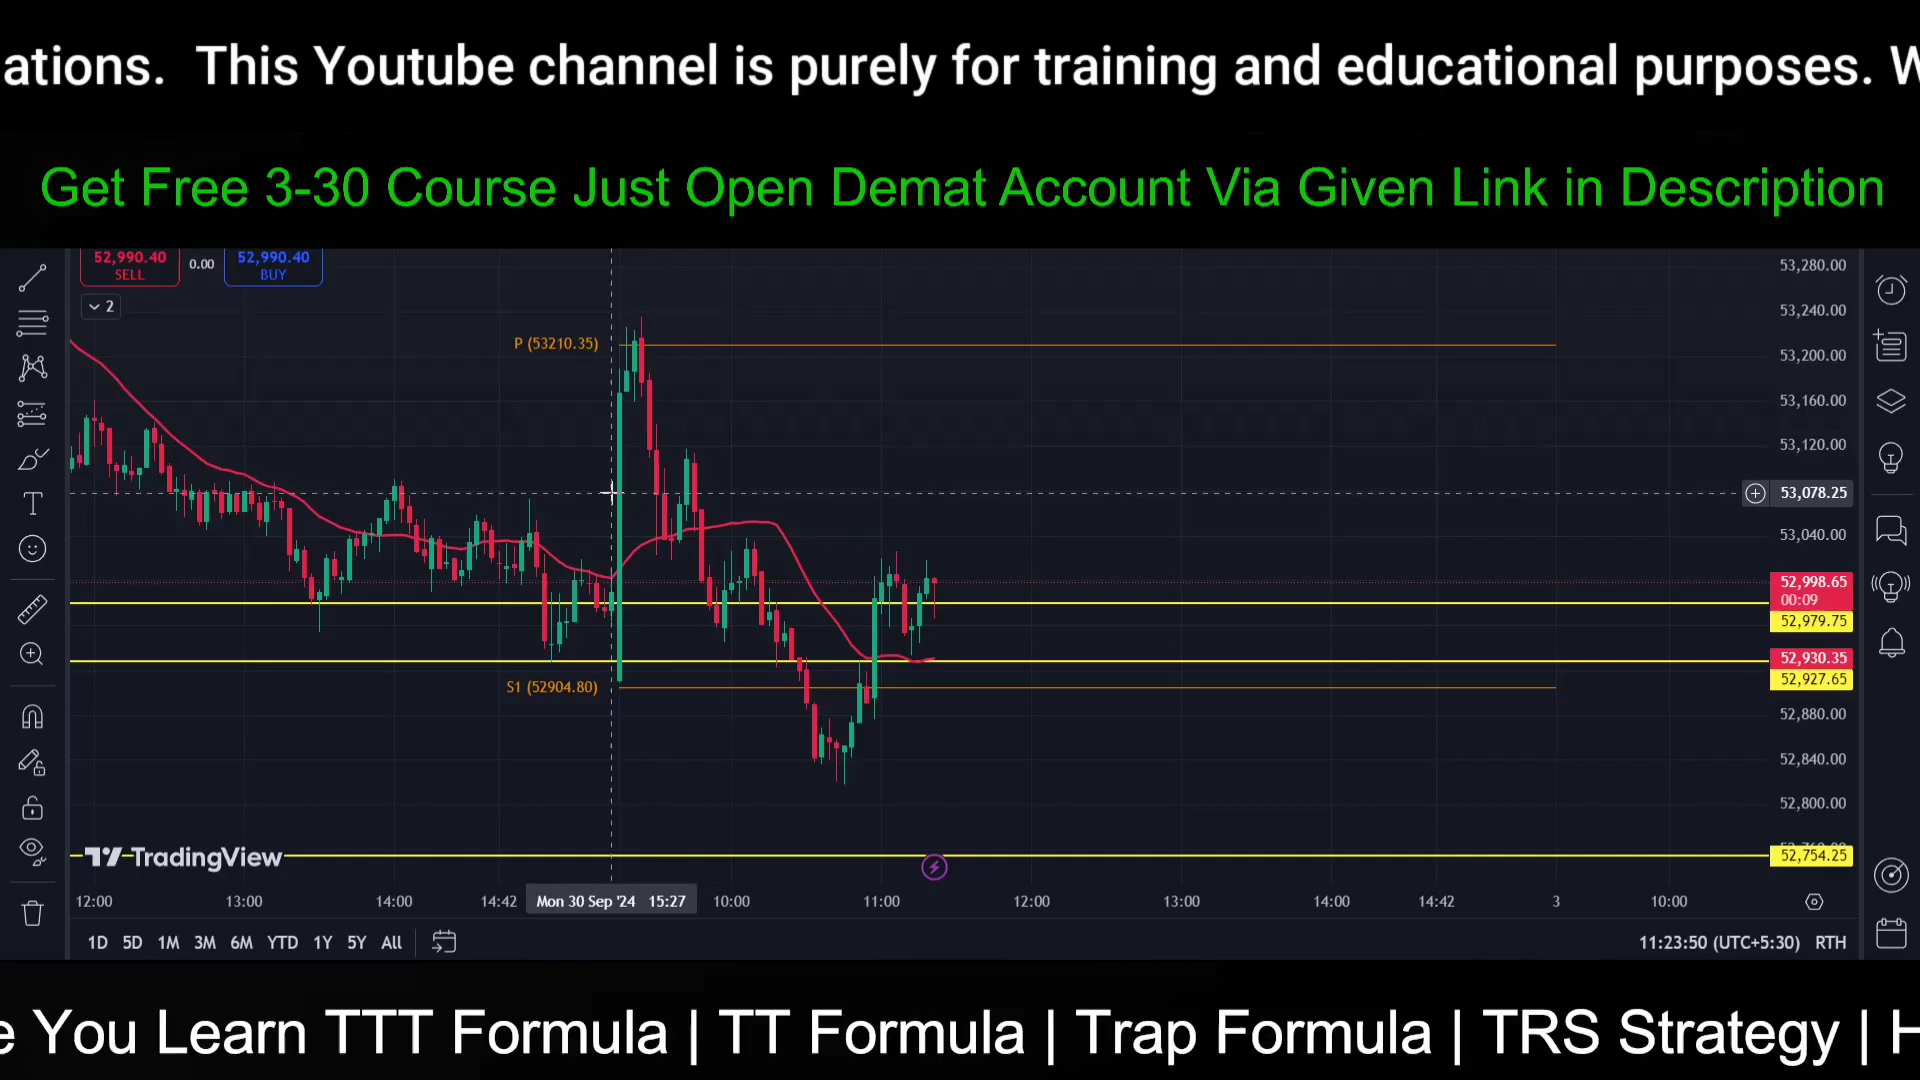 ations. This Youtube channel is purely for training and educational purposes. W
Get Free 3-30 Course Just Open Demat Account Via Given Link in Description
52,990.40 0.00 52,990.40
SELL BUY
2
53,280.00
53,240.00
P (53210.35)
53,200.00
53,160.00
53,120.00
53,078.25
53,040.00
52,998.65
00:09
52,979.75
52,930.35
52,927.65
S1 (52904.80)
52,880.00
52,840.00
52,800.00
52,754.25
TradingView
12:00 13:00 14:00 14:42 Mon 30 Sep '24 15:27 10:00 11:00 12:00 13:00 14:00 14:42 3 10:00
1D 5D 1M 3M 6M YTD 1Y 5Y All 11:23:50 (UTC+5:30) RTH
e You Learn TTT Formula | TT Formula | Trap Formula | TRS Strategy | H